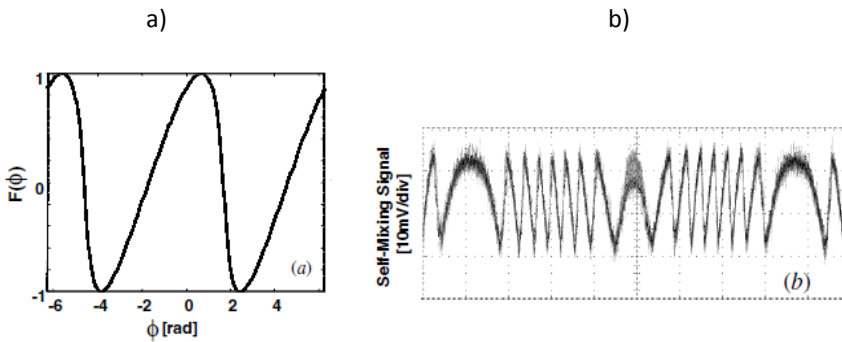 a)
b)
1
0
-1
F(ϕ)
-6 -4 -2 0 2 4
ϕ [rad]
(a)
Self-Mixing Signal
[10mV/div]
(b)